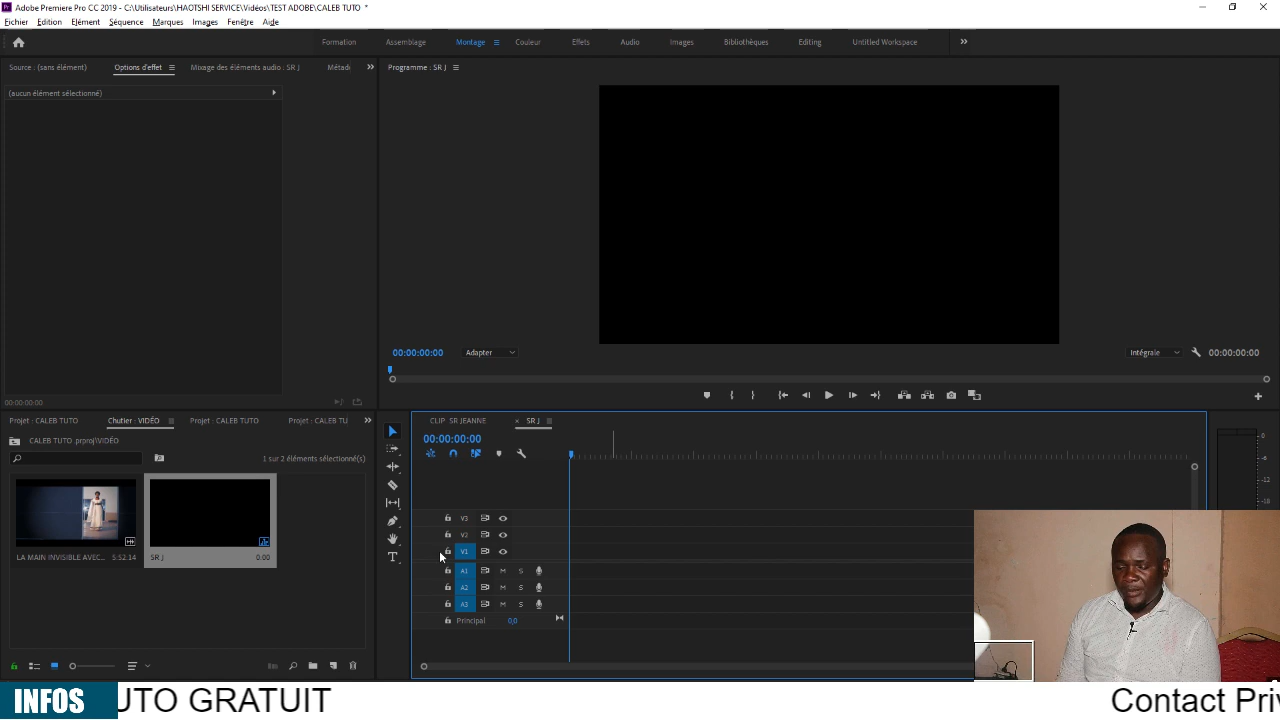 Adobe Premiere Pro CC 2019 - C:\Utilisateurs\HAOTSHI SERVICE\Vidéos\TEST ADOBE\CALEB TUTO *
Fichier Edition Elément Séquence Marques Images Fenêtre Aide
Formation Assemblage Montage Couleur Effets Audio Images Bibliothèques Editing Untitled Workspace
Source : (sans élément) Options d'effet Mixage des éléments audio : SR J Métad
Programme : SR J
(aucun élément sélectionné)
00:00:00:00 Adapter Intégrale 00:00:00:00
00:00:00:00
Projet : CALEB TUTO Chutier : VIDÉO Projet : CALEB TUTO Projet : CALEB TU
CLIP SR JEANNE × SR J
CALEB TUTO .prproj\VIDÉO
00:00:00:00
1 sur 2 éléments sélectionné(s)
LA MAIN INVISIBLE AVEC... 5:52:14
SR J 0:00
V3
V2
V1
A1 M S
A2 M S
A3 M S
Principal 0,0
0
-6
-12
-18
INFOS UTO GRATUIT Contact Priv